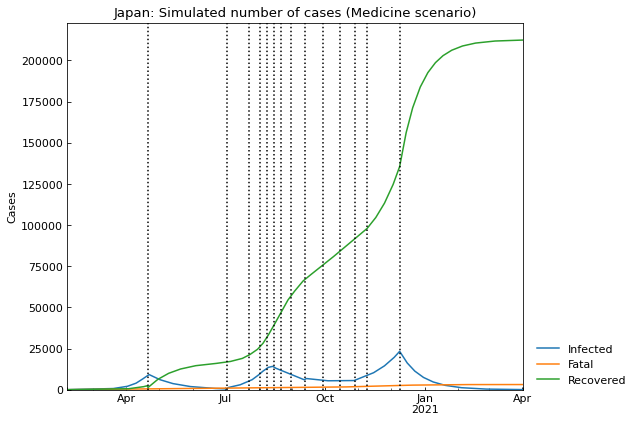 Japan: Simulated number of cases (Medicine scenario)
Cases
200000
175000
150000
125000
100000
75000
50000
25000
0
Apr
Jul
Oct
Jan
2021
Apr
Infected
Fatal
Recovered